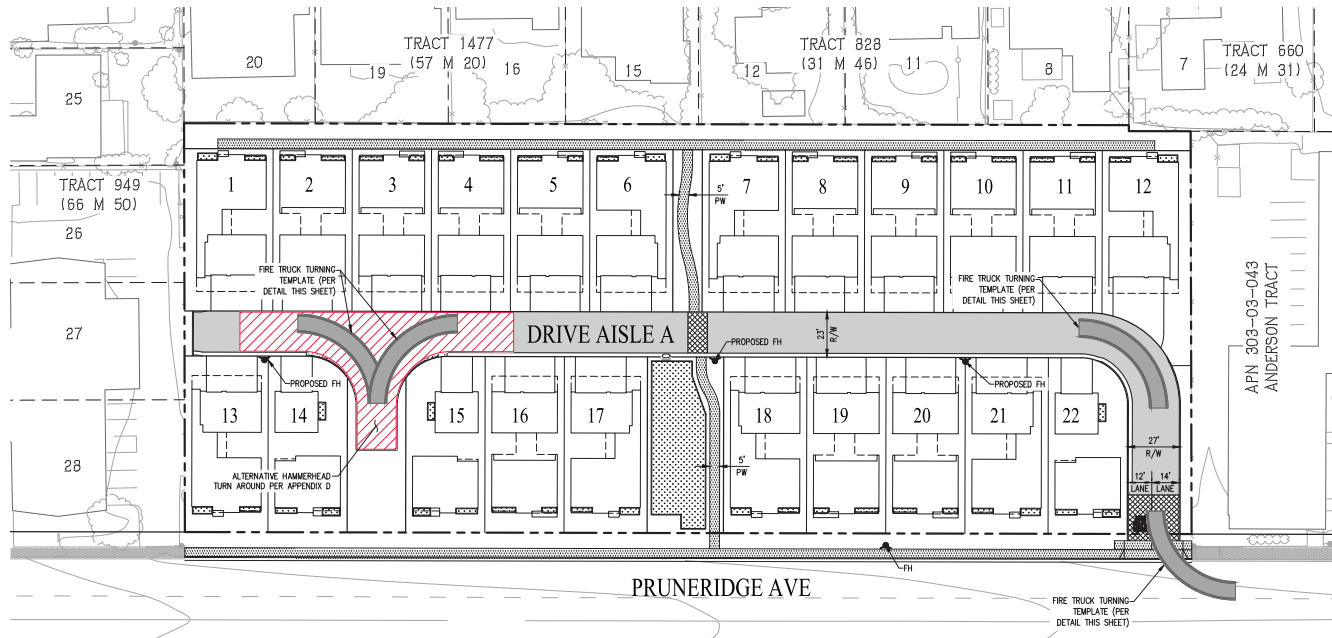 TRACT 1477
(57 M 20)
TRACT 828
(31 M 46)
TRACT 660
(24 M 31)
20
19
16
15
12
11
8
7
25
TRACT 949
(66 M 50)
26
27
28
1
2
3
4
5
6
7
8
9
10
11
12
5'
PW
FIRE TRUCK TURNING
TEMPLATE (PER
DETAIL THIS SHEET)
FIRE TRUCK TURNING
TEMPLATE (PER
DETAIL THIS SHEET)
DRIVE AISLE A
23'
R/W
PROPOSED FH
PROPOSED FH
PROPOSED FH
APN 303-03-043
ANDERSON TRACT
13
14
15
16
17
18
19
20
21
22
27'
R/W
12'
LANE
14'
LANE
5'
PW
ALTERNATIVE HAMMERHEAD
TURN AROUND PER APPENDIX D
FH
PRUNERIDGE AVE
FIRE TRUCK TURNING
TEMPLATE (PER
DETAIL THIS SHEET)